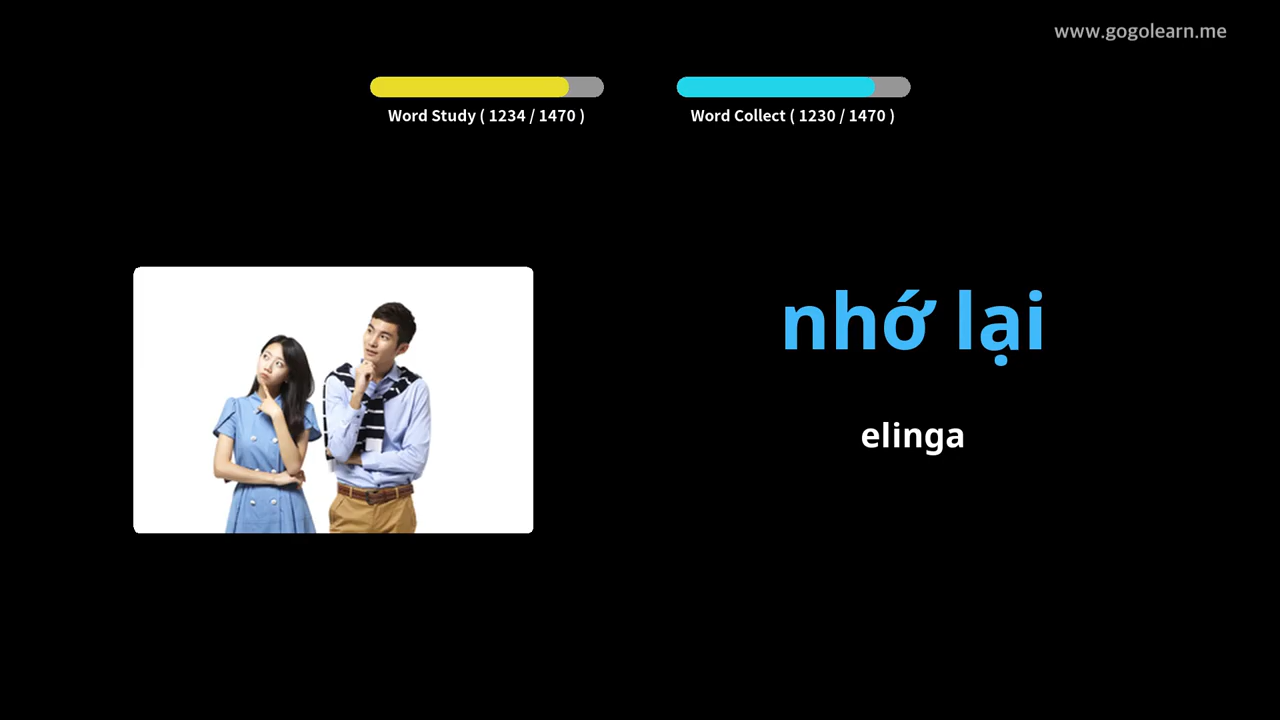 www.gogolearn.me
Word Study ( 1234 / 1470 )
Word Collect ( 1230 / 1470 )
nhớ lại
elinga